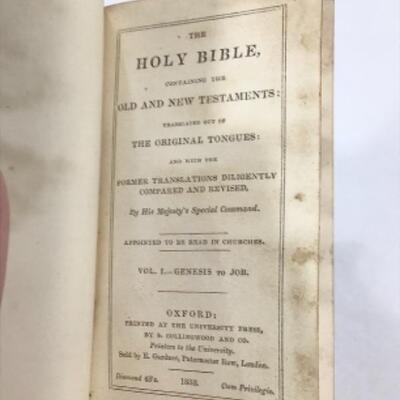 THE
HOLY BIBLE,
CONTAINING THE
OLD AND NEW TESTAMENTS:
TRANSLATED OUT OF
THE ORIGINAL TONGUES:
AND WITH THE
FORMER TRANSLATIONS DILIGENTLY
COMPARED AND REVISED,
By His Majesty's Special Command.
APPOINTED TO BE READ IN CHURCHES.
VOL. I.—GENESIS TO JOB.
OXFORD:
PRINTED AT THE UNIVERSITY PRESS,
BY S. COLLINGWOOD AND CO.
Printers to the University.
Sold by E. Gardner, Paternoster Row, London.
Diamond 48o. 1838. Cum Privilegio.